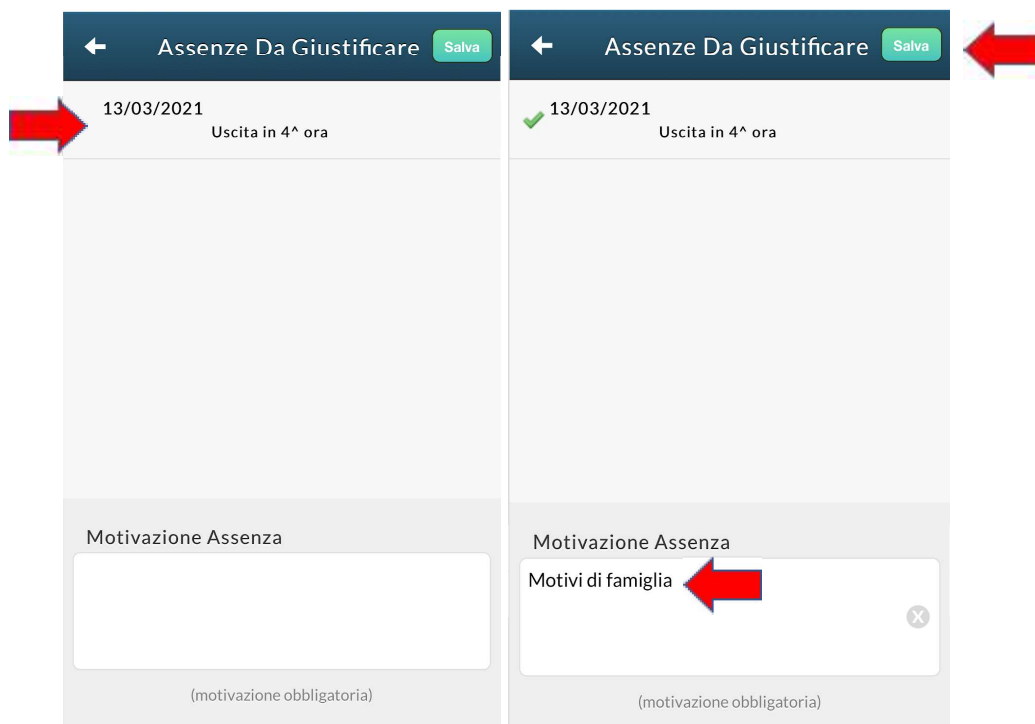 Assenze Da Giustificare Salva
13/03/2021
Uscita in 4^ ora
Motivazione Assenza
(motivazione obbligatoria)
Assenze Da Giustificare Salva
13/03/2021
Uscita in 4^ ora
Motivazione Assenza
Motivi di famiglia
X
(motivazione obbligatoria)